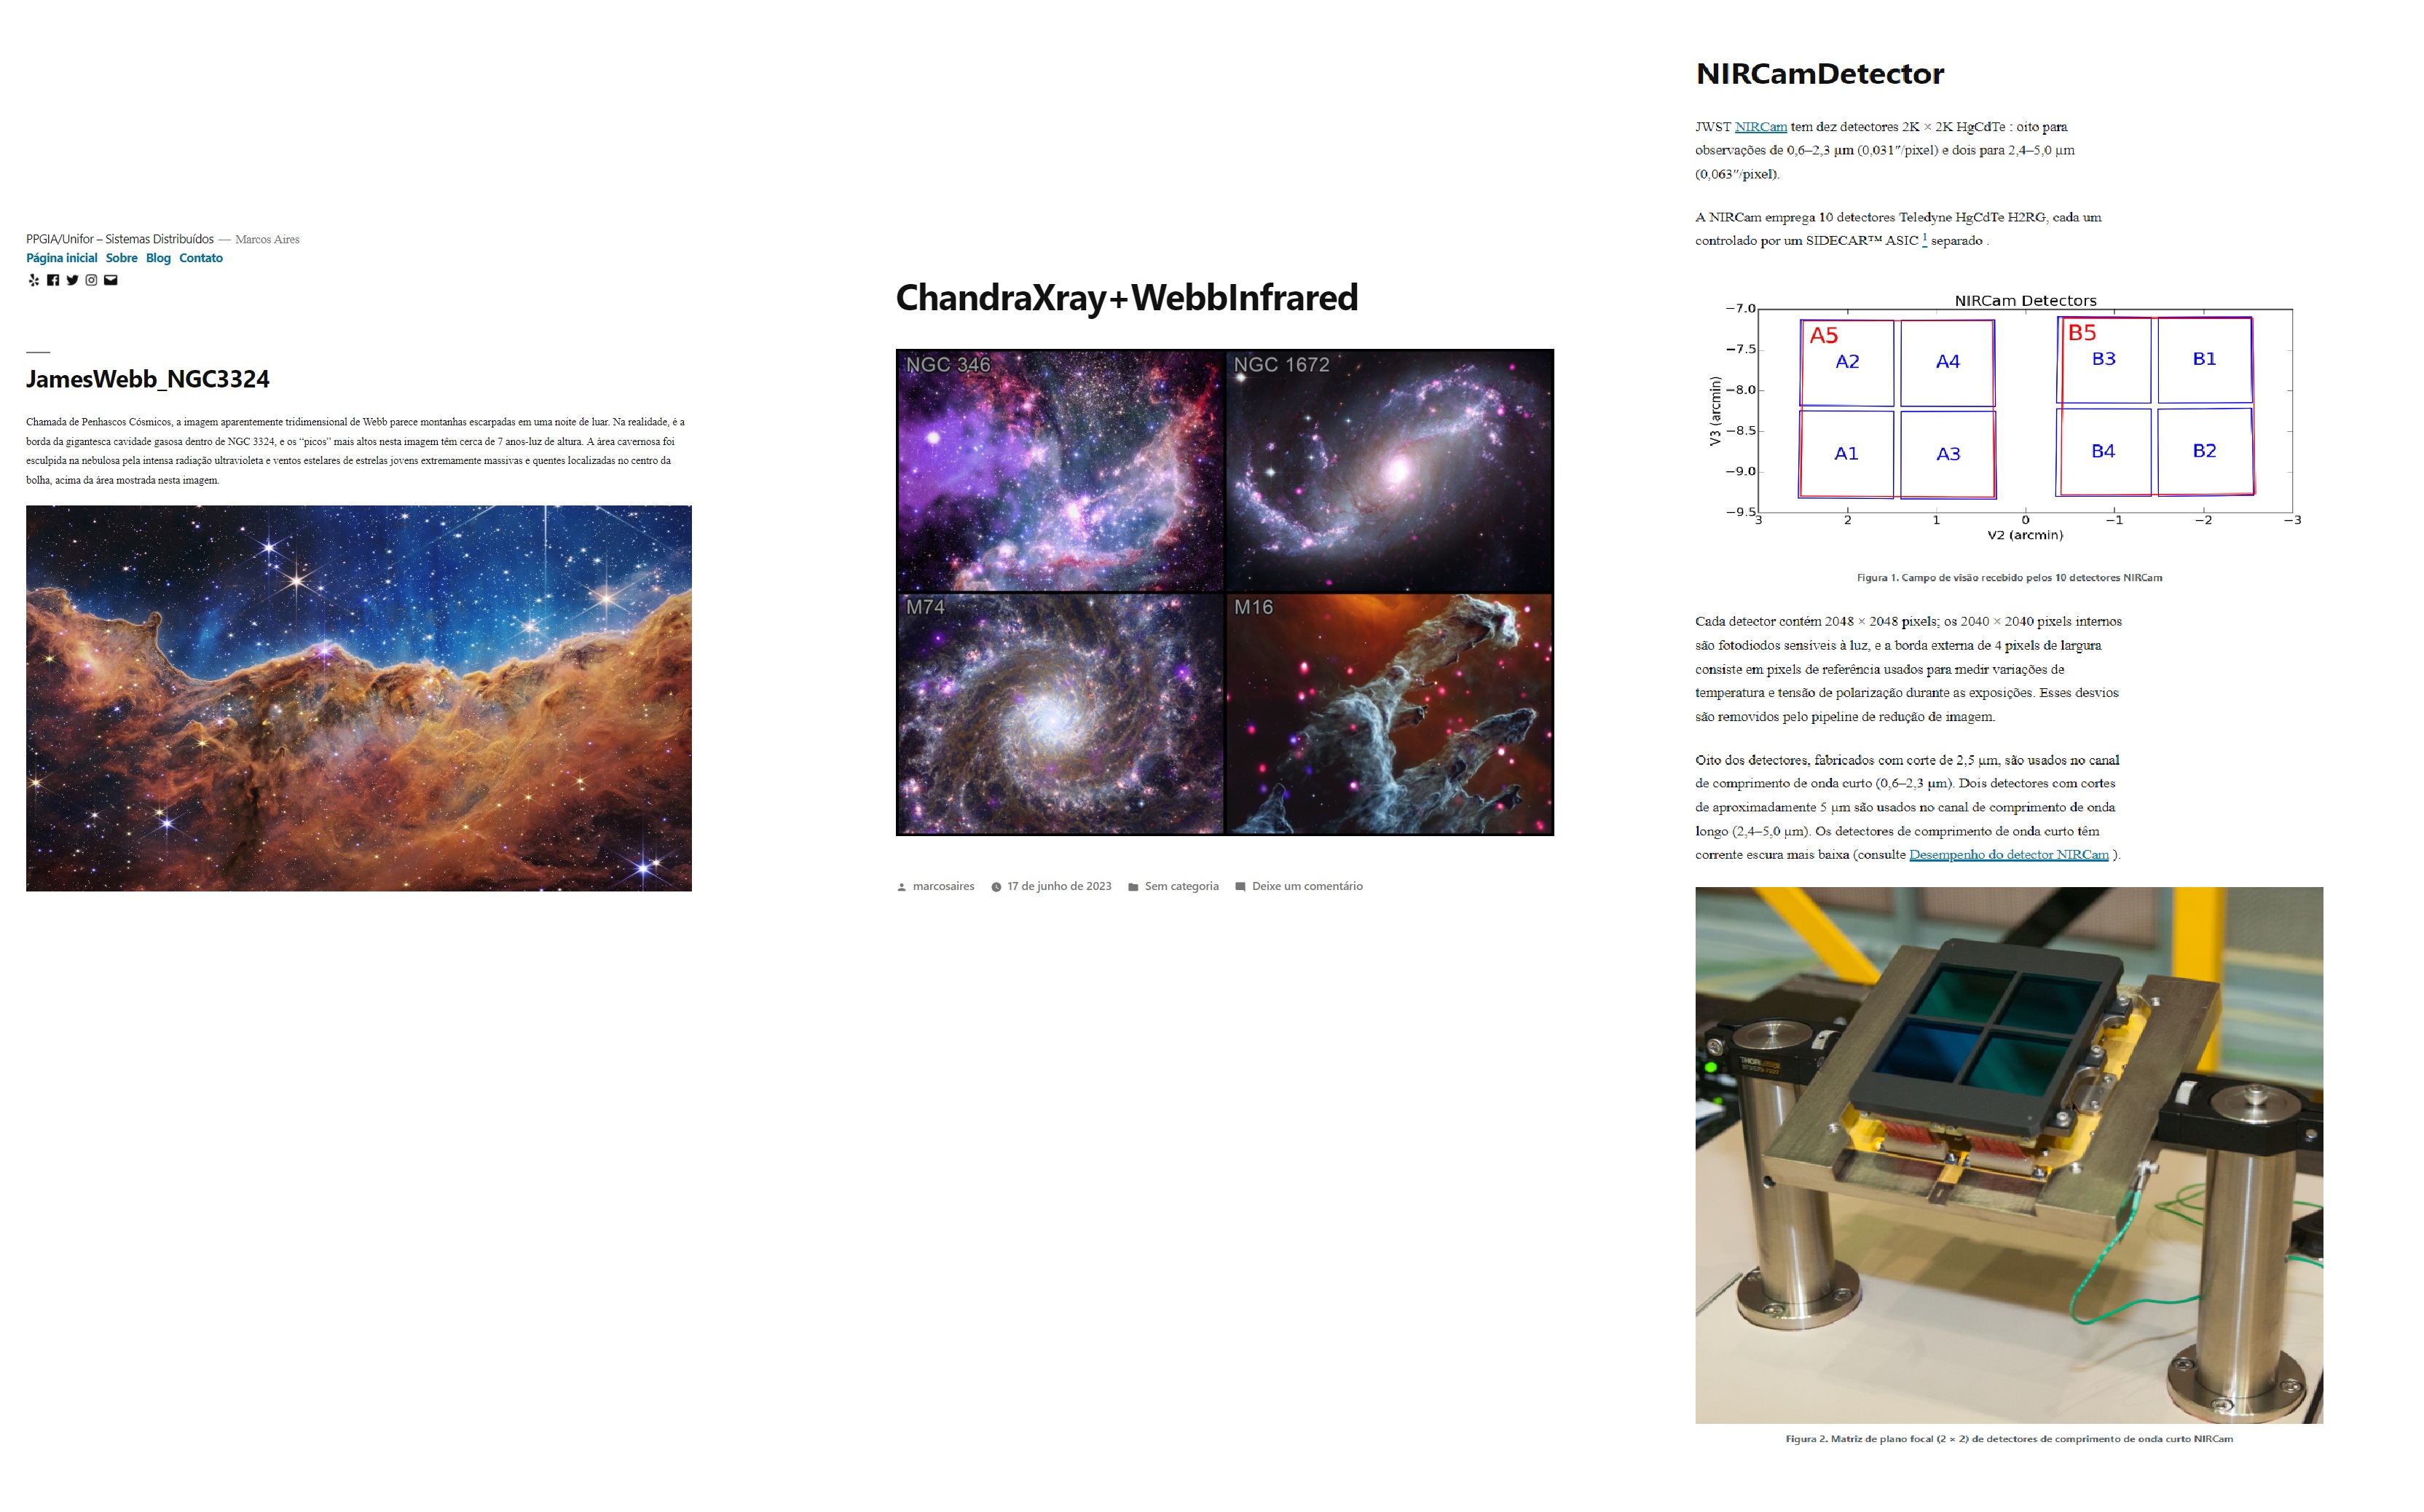 PPGIA/Unifor – Sistemas Distribuídos — Marcos Aires
Página inicial Sobre Blog Contato
JamesWebb_NGC3324
Chamada de Penhascos Cósmicos, a imagem aparentemente tridimensional de Webb parece montanhas escarpadas em uma noite de luar. Na realidade, é a
borda da gigantesca cavidade gasosa dentro de NGC 3324, e os “picos” mais altos nesta imagem têm cerca de 7 anos-luz de altura. A área cavernosa foi
esculpida na nebulosa pela intensa radiação ultravioleta e ventos estelares de estrelas jovens extremamente massivas e quentes localizadas no centro da
bolha, acima da área mostrada nesta imagem.
ChandraXray+WebbInfrared
NGC 346
NGC 1672
M74
M16
marcosaires 17 de junho de 2023 Sem categoria Deixe um comentário
NIRCamDetector
JWST NIRCam tem dez detectores 2K × 2K HgCdTe : oito para
observações de 0,6–2,3 μm (0,031″/pixel) e dois para 2,4–5,0 μm
(0,063″/pixel).
A NIRCam emprega 10 detectores Teledyne HgCdTe H2RG, cada um
controlado por um SIDECAR™ ASIC 1 separado .
NIRCam Detectors
−7.0
−7.5
−8.0
−8.5
−9.0
−9.5
V3 (arcmin)
A5
A2
A4
A1
A3
B5
B3
B1
B4
B2
3 2 1 0 −1 −2 −3
V2 (arcmin)
Figura 1. Campo de visão recebido pelos 10 detectores NIRCam
Cada detector contém 2048 × 2048 pixels; os 2040 × 2040 pixels internos
são fotodiodos sensíveis à luz, e a borda externa de 4 pixels de largura
consiste em pixels de referência usados para medir variações de
temperatura e tensão de polarização durante as exposições. Esses desvios
são removidos pelo pipeline de redução de imagem.
Oito dos detectores, fabricados com corte de 2,5 μm, são usados no canal
de comprimento de onda curto (0,6–2,3 μm). Dois detectores com cortes
de aproximadamente 5 μm são usados no canal de comprimento de onda
longo (2,4–5,0 μm). Os detectores de comprimento de onda curto têm
corrente escura mais baixa (consulte Desempenho do detector NIRCam ).
Figura 2. Matriz de plano focal (2 × 2) de detectores de comprimento de onda curto NIRCam